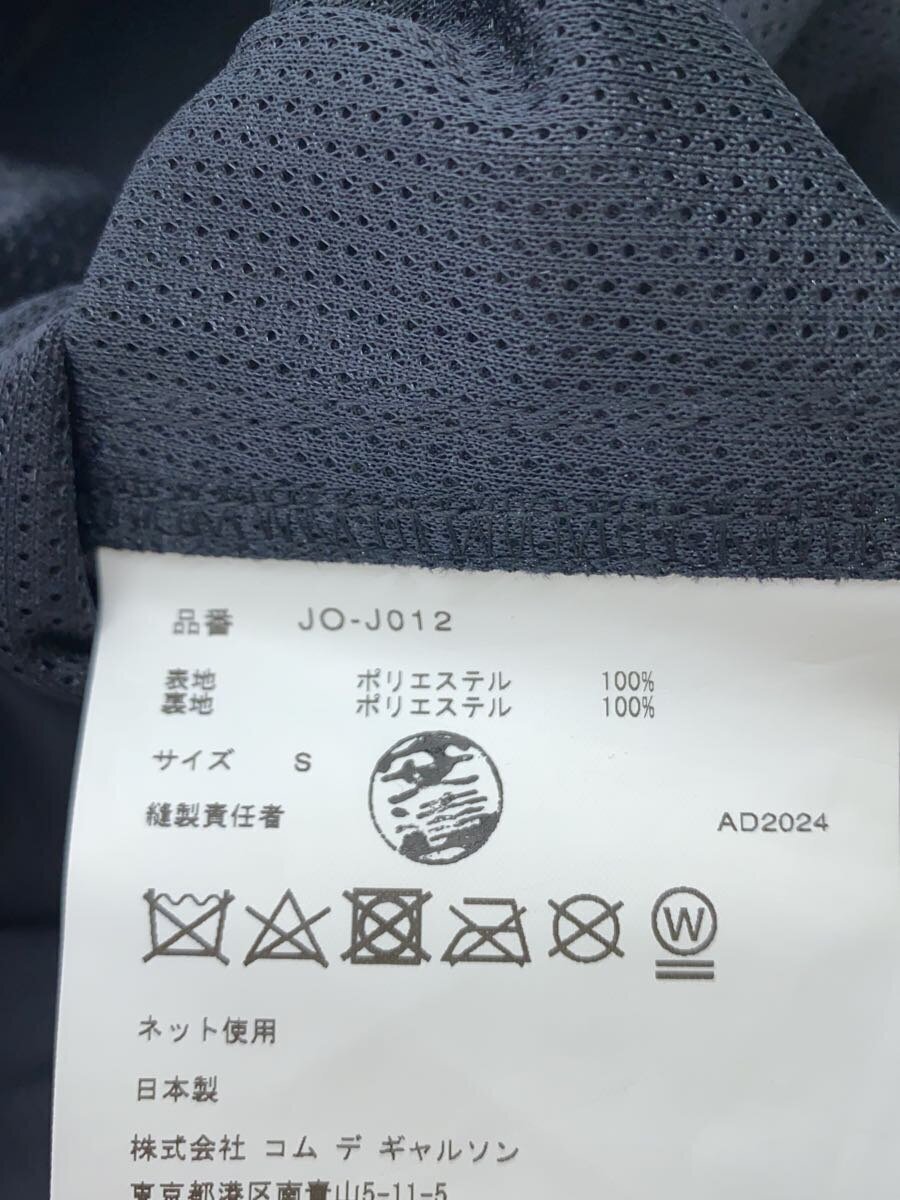 品番 JO-J012
表地 ポリエステル 100%
裏地 ポリエステル 100%
サイズ S
縫製責任者 AD2024
W
ネット使用
日本製
株式会社 コム デ ギャルソン
東京都港区南青山5-11-5